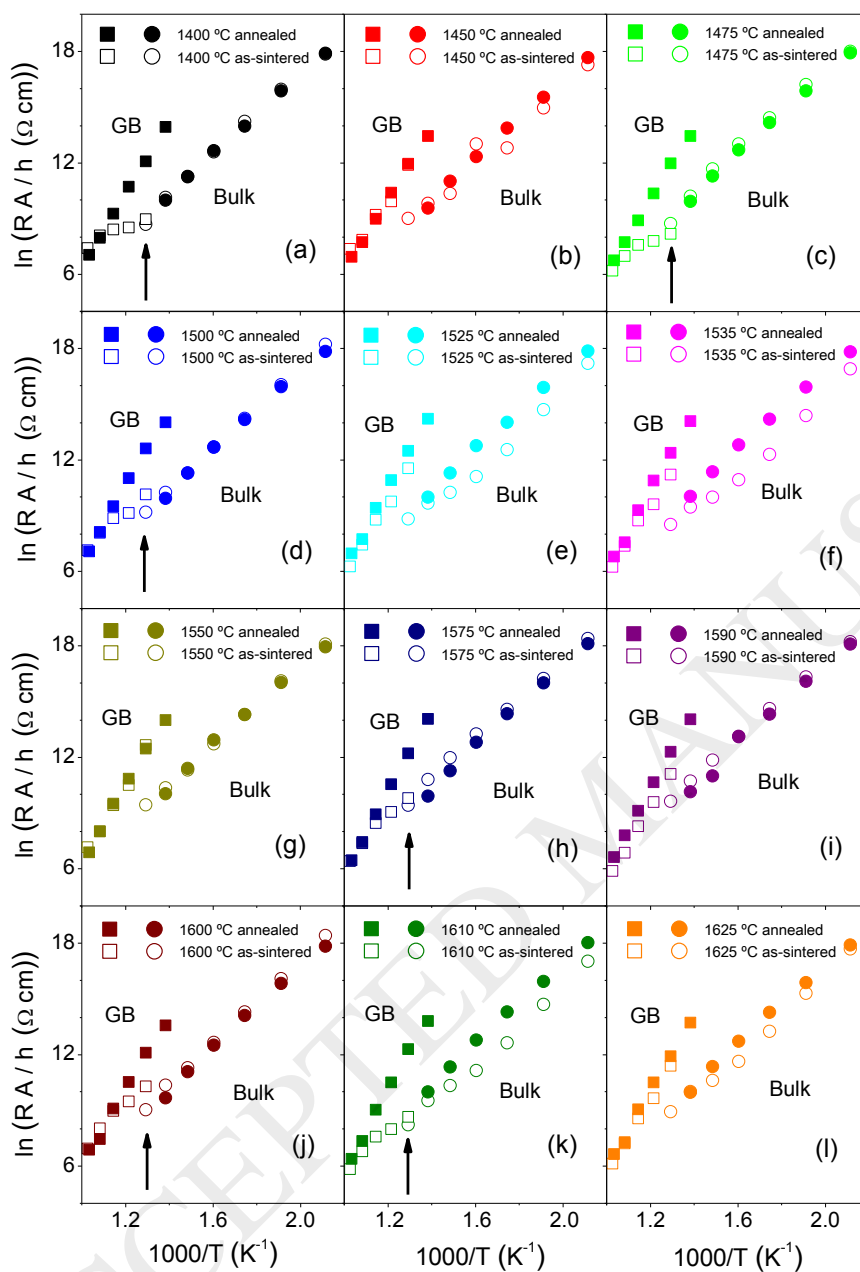 1400 ºC annealed
1400 ºC as-sintered
GB
Bulk
(a)
1450 ºC annealed
1450 ºC as-sintered
GB
Bulk
(b)
1475 ºC annealed
1475 ºC as-sintered
GB
Bulk
(c)
18
12
6
ln (R A / h (Ω cm))
1500 ºC annealed
1500 ºC as-sintered
GB
Bulk
(d)
1525 ºC annealed
1525 ºC as-sintered
GB
Bulk
(e)
1535 ºC annealed
1535 ºC as-sintered
GB
Bulk
(f)
18
12
6
ln (R A / h (Ω cm))
1550 ºC annealed
1550 ºC as-sintered
GB
Bulk
(g)
1575 ºC annealed
1575 ºC as-sintered
GB
Bulk
(h)
1590 ºC annealed
1590 ºC as-sintered
GB
Bulk
(i)
18
12
6
ln (R A / h (Ω cm))
1600 ºC annealed
1600 ºC as-sintered
GB
Bulk
(j)
1610 ºC annealed
1610 ºC as-sintered
GB
Bulk
(k)
1625 ºC annealed
1625 ºC as-sintered
GB
Bulk
(l)
18
12
6
ln (R A / h (Ω cm))
1.2 1.6 2.0
1.2 1.6 2.0
1.2 1.6 2.0
1000/T (K⁻¹)
1000/T (K⁻¹)
1000/T (K⁻¹)
CCEPTED MANUS